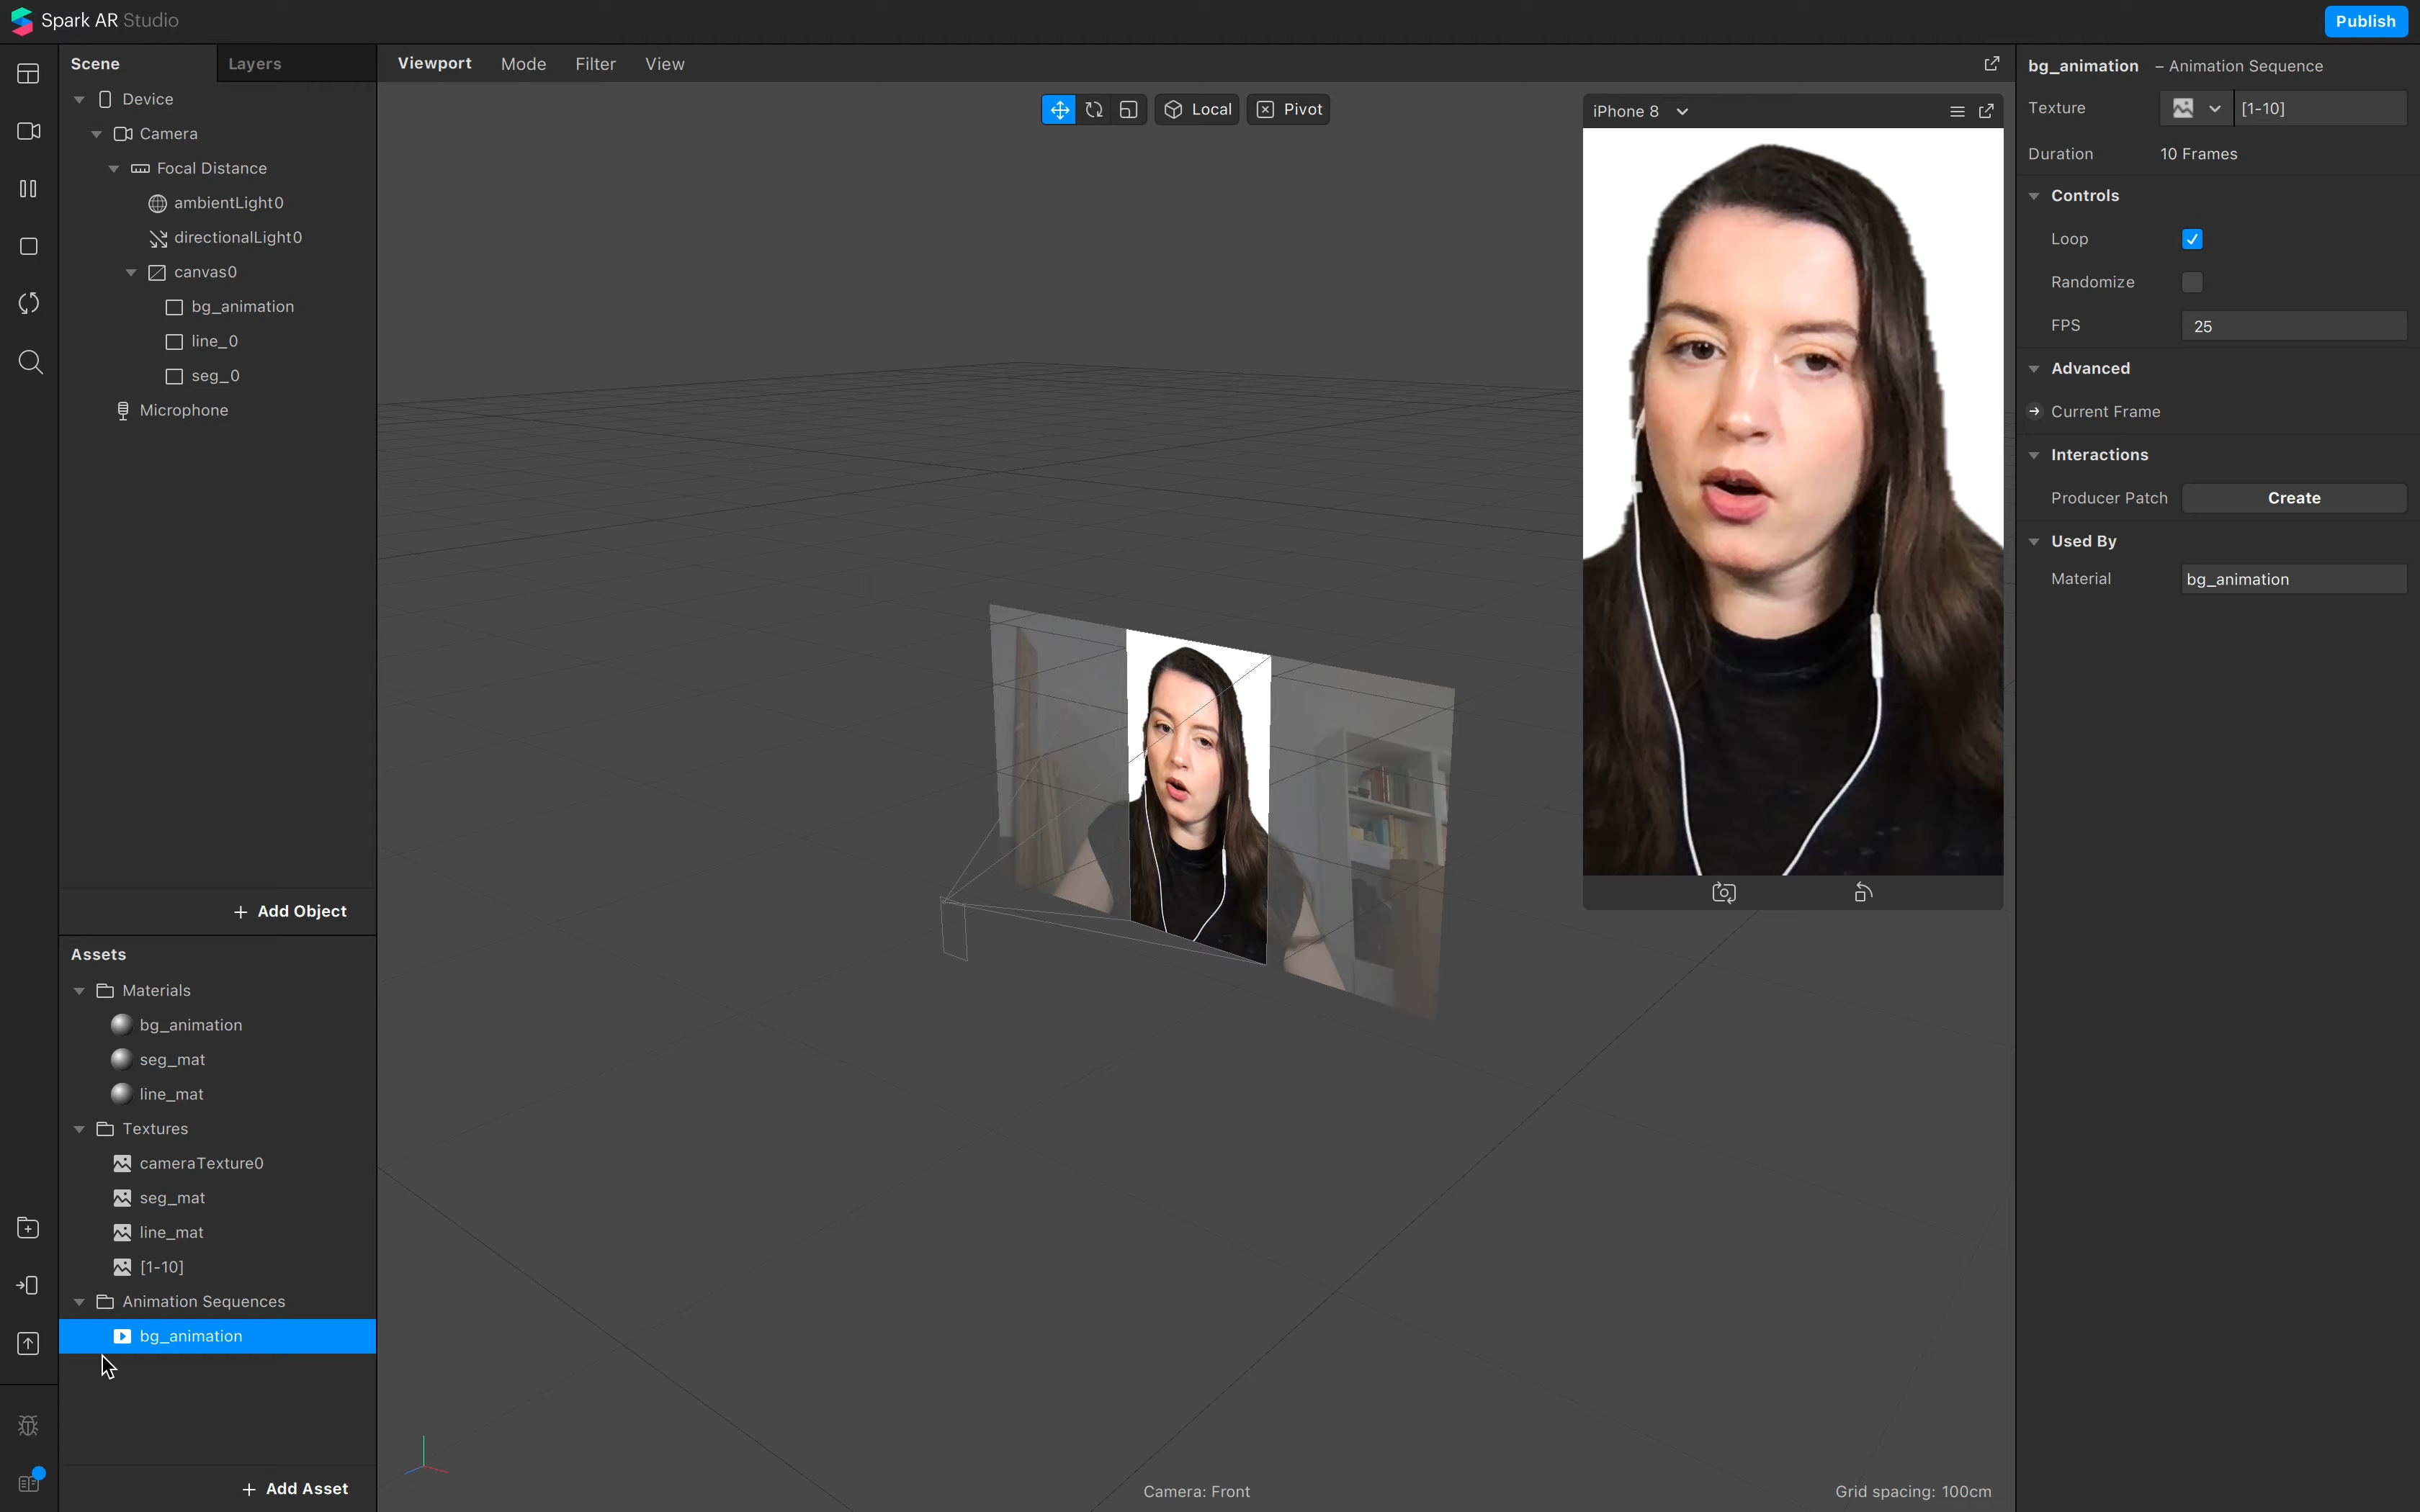 Spark AR Studio
Publish
Scene
Layers
Device
Camera
Focal Distance
ambientLight0
directionalLight0
canvas0
bg_animation
line_0
seg_0
Microphone
+ Add Object
Assets
Materials
bg_animation
seg_mat
line_mat
Textures
cameraTexture0
seg_mat
line_mat
[1-10]
Animation Sequences
bg_animation
+ Add Asset
Viewport Mode Filter View
Local
Pivot
iPhone 8
Camera: Front
Grid spacing: 100cm
bg_animation – Animation Sequence
Texture [1-10]
Duration 10 Frames
Controls
Loop
Randomize
FPS 25
Advanced
Current Frame
Interactions
Producer Patch Create
Used By
Material bg_animation